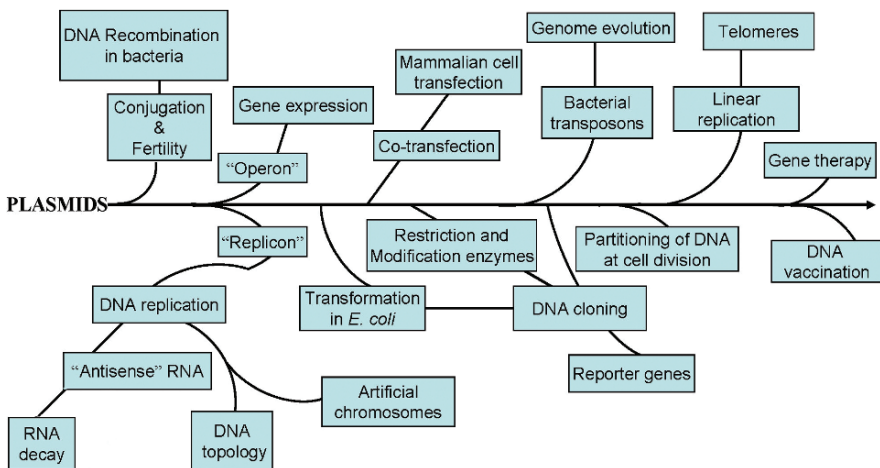 DNA Recombination
in bacteria
Conjugation
&
Fertility
Gene expression
“Operon”
Mammalian cell
transfection
Co-transfection
Genome evolution
Bacterial
transposons
Telomeres
Linear
replication
Gene therapy
PLASMIDS
“Replicon”
DNA replication
“Antisense” RNA
RNA
decay
DNA
topology
Artificial
chromosomes
Restriction and
Modification enzymes
Transformation
in E. coli
DNA cloning
Reporter genes
Partitioning of DNA
at cell division
DNA
vaccination